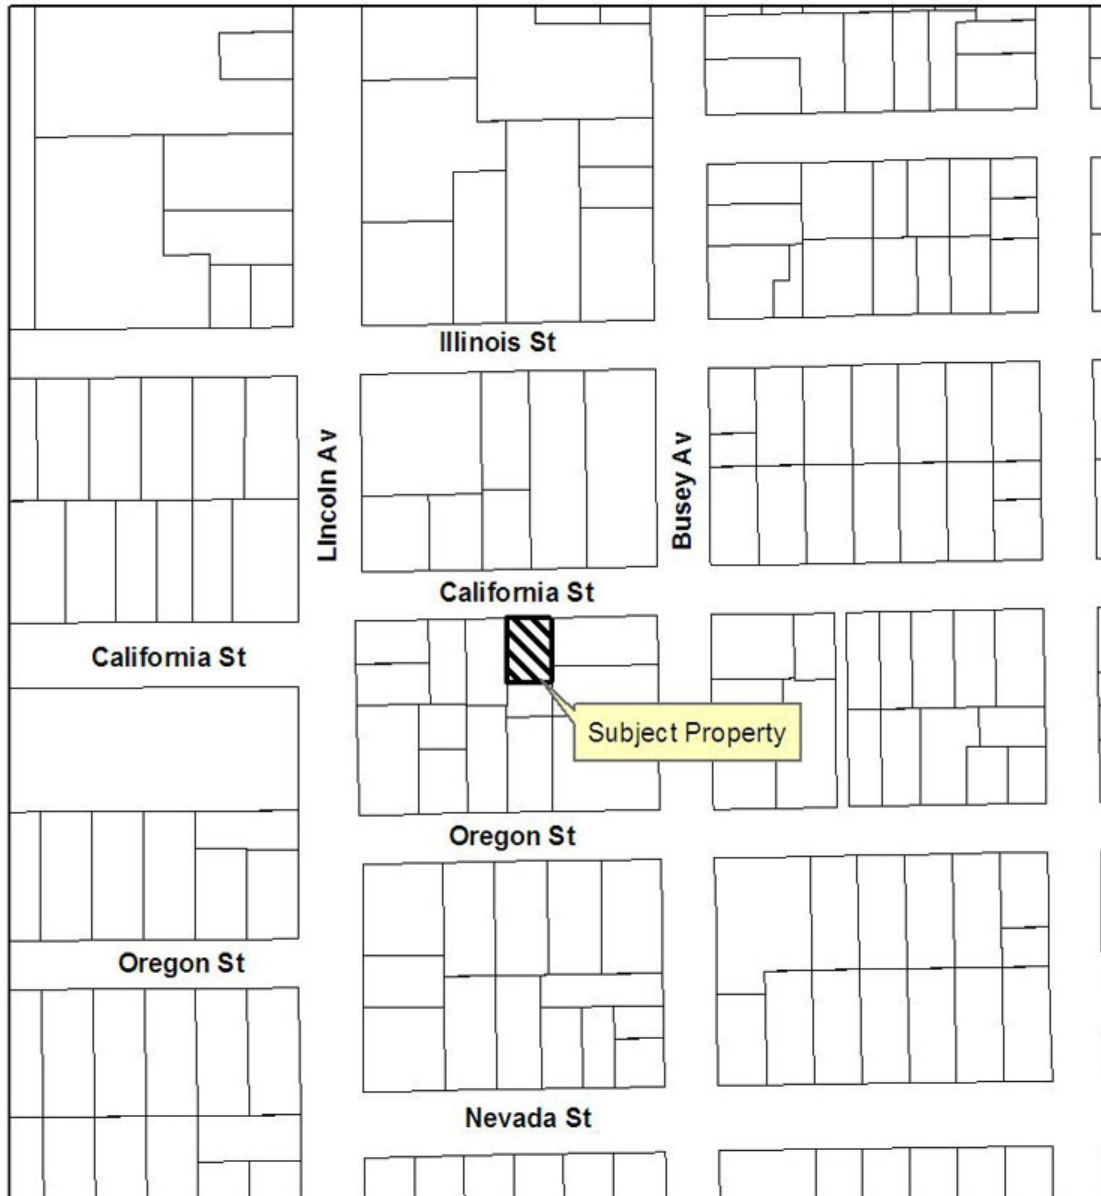 Illinois St
Lincoln Av
Busey Av
California St
California St
Subject Property
Oregon St
Oregon St
Nevada St